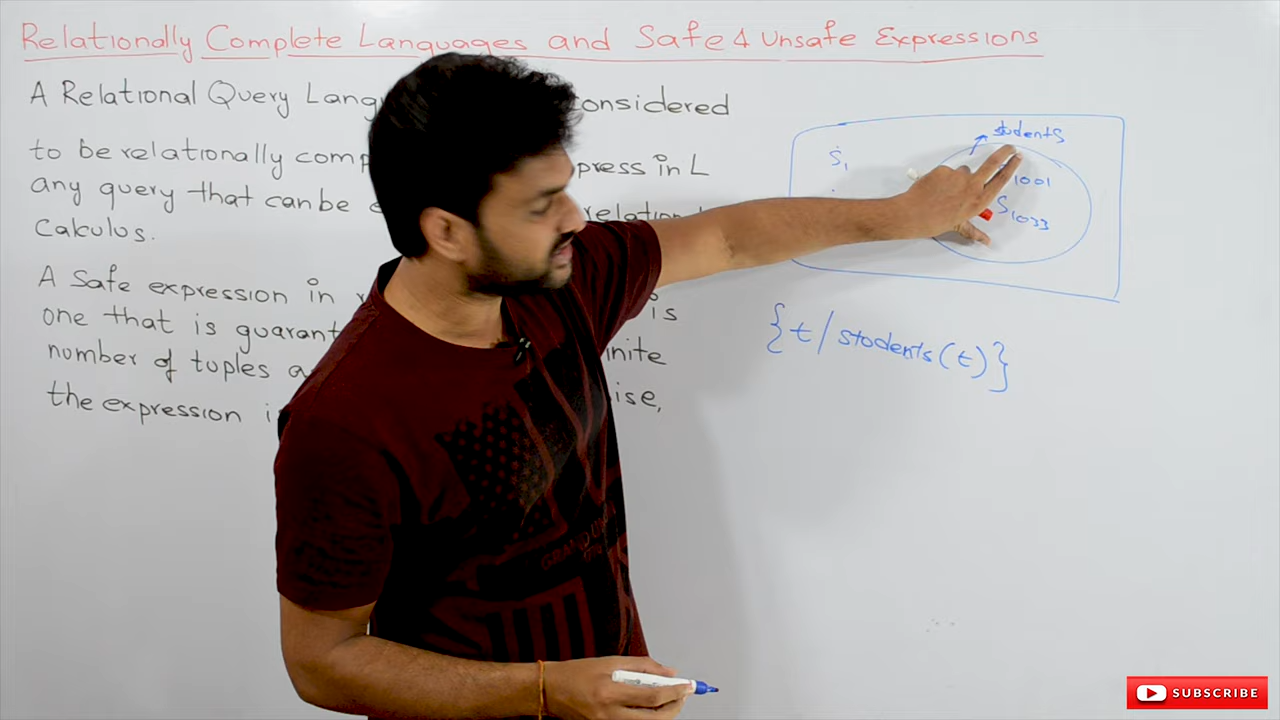 Relationally Complete Languages and Safe & Unsafe Expressions
A Relational Query Lang onsidered
to be relationally comp press in L
any query that can be relation
Calculus.
A Safe expression in is
one that is guarant
number of tuples a inite
the expression i ise,
students
S1
1001
S1033
{t/students(t)}
SUBSCRIBE